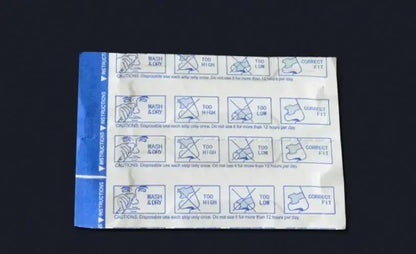 WASH & DRY TOO HIGH TOO LOW CORRECT FIT
CAUTIONS: Disposable use each strip only once. Do not use it for more than 12 hours per day.
WASH & DRY TOO HIGH TOO LOW CORRECT FIT
CAUTIONS: Disposable use each strip only once. Do not use it for more than 12 hours per day.
WASH & DRY TOO HIGH TOO LOW CORRECT FIT
CAUTIONS: Disposable use each strip only once. Do not use it for more than 12 hours per day.
WASH & DRY TOO HIGH TOO LOW CORRECT FIT
CAUTIONS: Disposable use each strip only once. Do not use it for more than 12 hours per day.
INSTRUCTIONS
INSTRUCTIONS
INSTRUCTIONS
INSTRUCTIONS